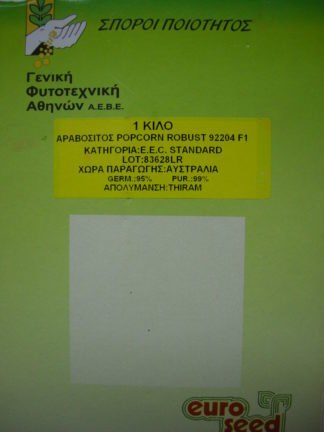 ΣΠΟΡΟΙ ΠΟΙΟΤΗΤΟΣ
Γενική
Φυτοτεχνική
Αθηνών Α.Ε.Β.Ε.
1 ΚΙΛΟ
ΑΡΑΒΟΣΙΤΟΣ POPCORN ROBUST 92204 F1
ΚΑΤΗΓΟΡΙΑ:E.E.C. STANDARD
LOT:83628LR
ΧΩΡΑ ΠΑΡΑΓΩΓΗΣ:ΑΥΣΤΡΑΛΙΑ
GERM.:95% PUR.:99%
ΑΠΟΛΥΜΑΝΣΗ:THIRAM
euro
seed